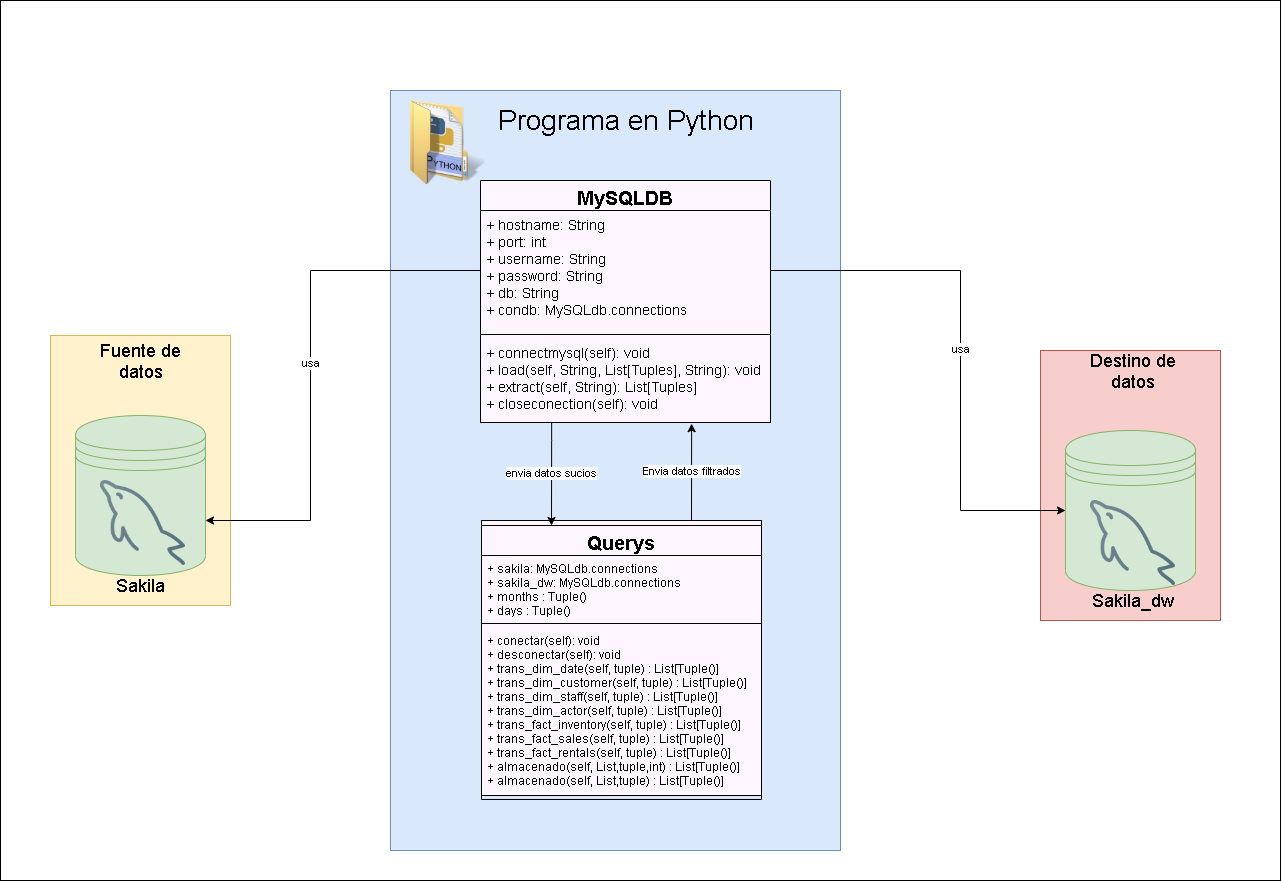 Programa en Python
PYTHON
MySQLDB
+ hostname: String
+ port: int
+ username: String
+ password: String
+ db: String
+ condb: MySQLdb.connections
+ connectmysql(self): void
+ load(self, String, List[Tuples], String): void
+ extract(self, String): List[Tuples]
+ closeconection(self): void
usa
usa
Fuente de
datos
Sakila
Destino de
datos
Sakila_dw
envia datos sucios
Envia datos filtrados
Querys
+ sakila: MySQLdb.connections
+ sakila_dw: MySQLdb.connections
+ months : Tuple()
+ days : Tuple()
+ conectar(self): void
+ desconectar(self): void
+ trans_dim_date(self, tuple) : List[Tuple()]
+ trans_dim_customer(self, tuple) : List[Tuple()]
+ trans_dim_staff(self, tuple) : List[Tuple()]
+ trans_dim_actor(self, tuple) : List[Tuple()]
+ trans_fact_inventory(self, tuple) : List[Tuple()]
+ trans_fact_sales(self, tuple) : List[Tuple()]
+ trans_fact_rentals(self, tuple) : List[Tuple()]
+ almacenado(self, List,tuple,int) : List[Tuple()]
+ almacenado(self, List,tuple) : List[Tuple()]